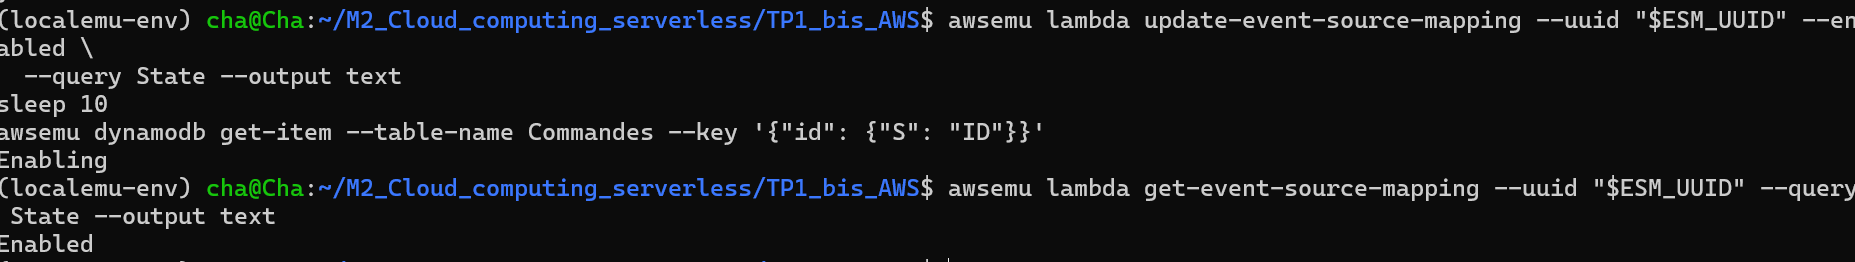 (localemu-env) cha@Cha:~/M2_Cloud_computing_serverless/TP1_bis_AWS$ awsemu lambda update-event-source-mapping --uuid "$ESM_UUID" --en
abled \
  --query State --output text
sleep 10
awsemu dynamodb get-item --table-name Commandes --key '{"id": {"S": "ID"}}'
Enabling
(localemu-env) cha@Cha:~/M2_Cloud_computing_serverless/TP1_bis_AWS$ awsemu lambda get-event-source-mapping --uuid "$ESM_UUID" --query
 State --output text
Enabled